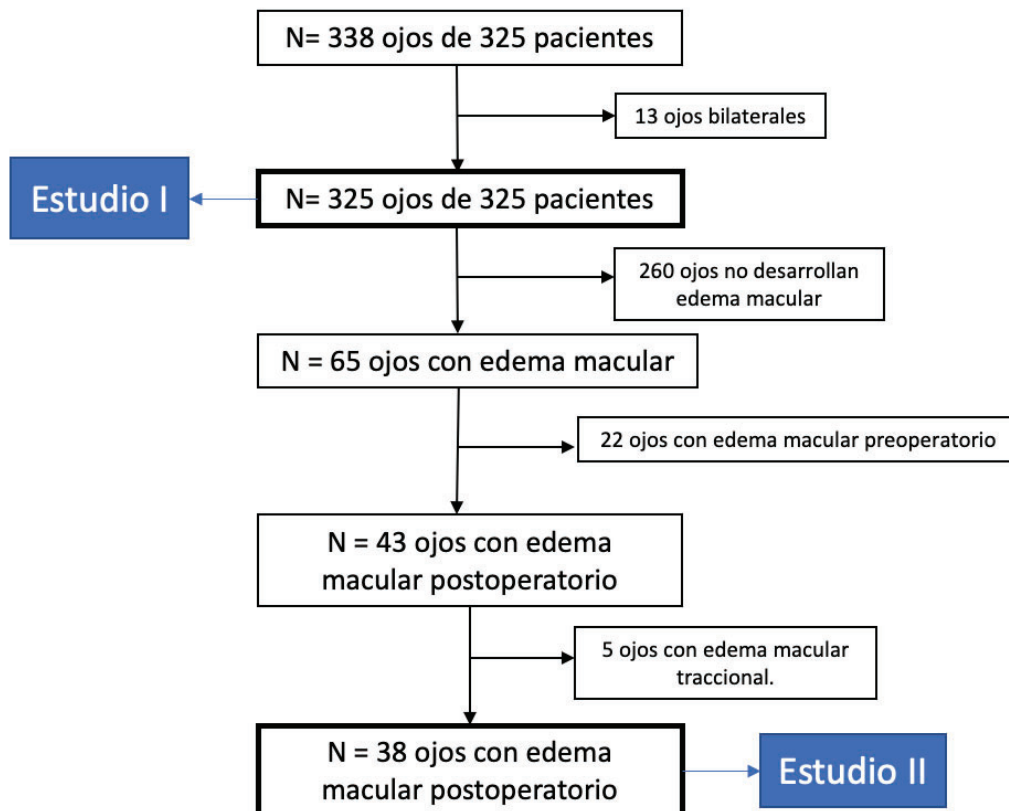 N= 338 ojos de 325 pacientes
13 ojos bilaterales
Estudio I
N= 325 ojos de 325 pacientes
260 ojos no desarrollan
edema macular
N = 65 ojos con edema macular
22 ojos con edema macular preoperatorio
N = 43 ojos con edema
macular postoperatorio
5 ojos con edema macular
traccional.
N = 38 ojos con edema
macular postoperatorio
Estudio II